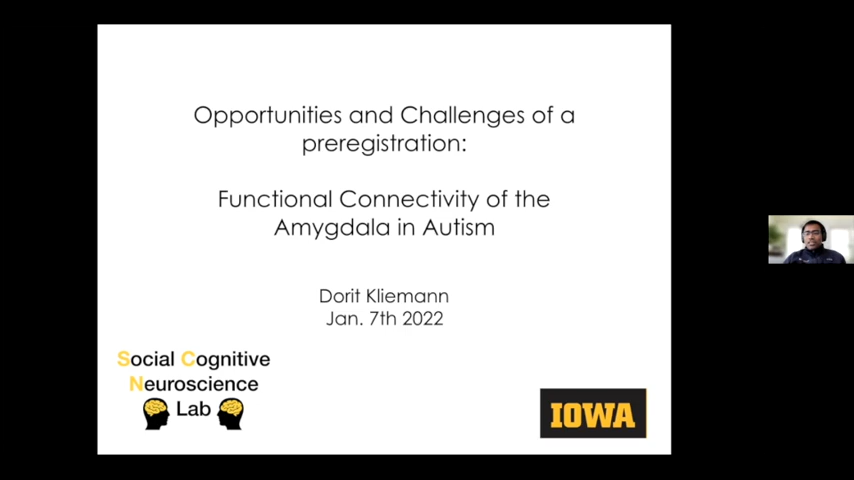 Opportunities and Challenges of a
preregistration:
Functional Connectivity of the
Amygdala in Autism
Dorit Kliemann
Jan. 7th 2022
Social Cognitive
Neuroscience
Lab
IOWA